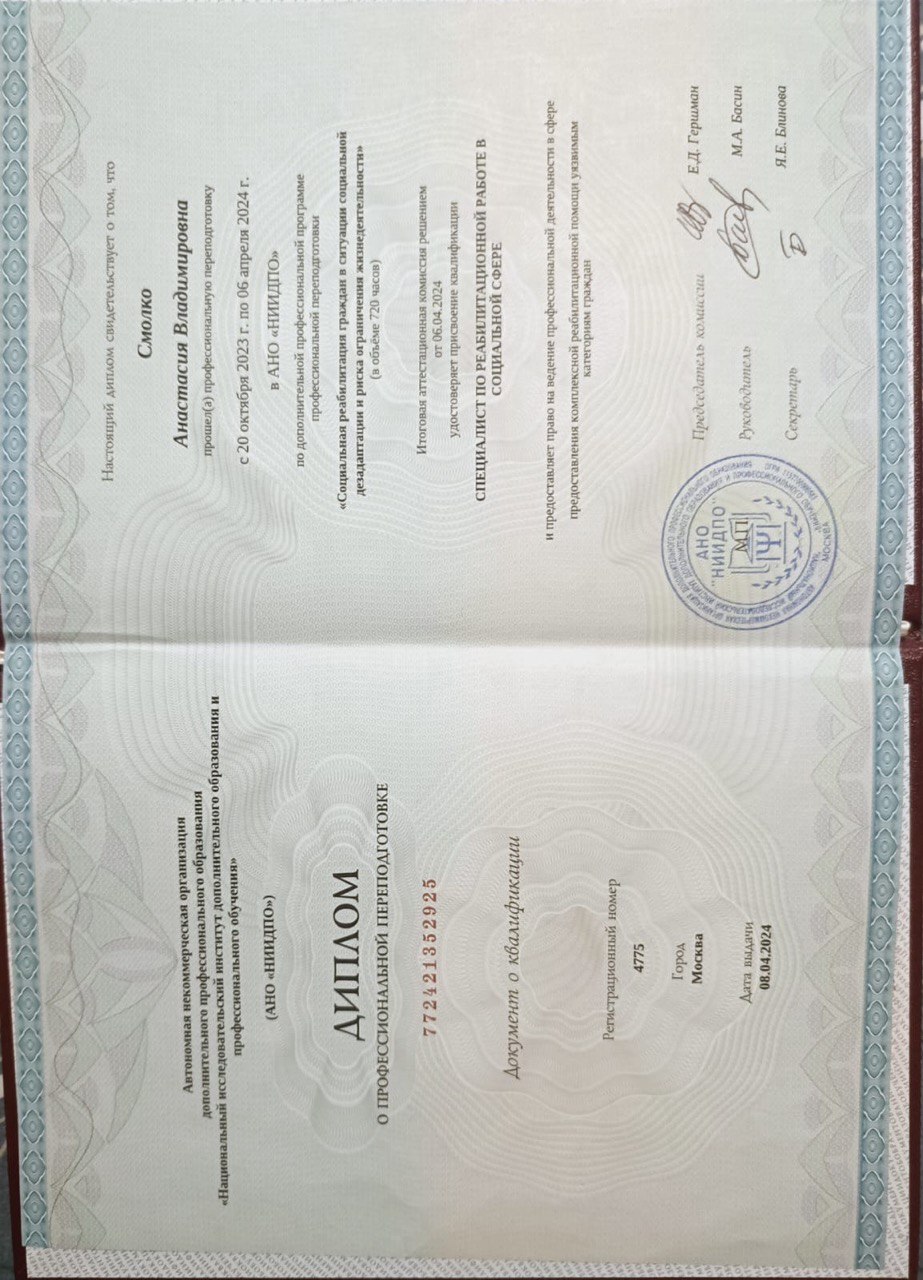 Автономная некоммерческая организация
дополнительного профессионального образования
«Национальный исследовательский институт дополнительного образования и
профессионального обучения»
(АНО «НИИДПО»)
ДИПЛОМ
О ПРОФЕССИОНАЛЬНОЙ ПЕРЕПОДГОТОВКЕ
772421352925
Документ о квалификации
Регистрационный номер
4775
Город
Москва
Дата выдачи
08.04.2024
Настоящий диплом свидетельствует о том, что
Смолко
Анастасия Владимировна
прошел(а) профессиональную переподготовку
с 20 октября 2023 г. по 06 апреля 2024 г.
в АНО «НИИДПО»
по дополнительной профессиональной программе
профессиональной переподготовки
«Социальная реабилитация граждан в ситуации социальной
дезадаптации и риска ограничения жизнедеятельности»
(в объёме 720 часов)
Итоговая аттестационная комиссия решением
от 06.04.2024
удостоверяет присвоение квалификации
СПЕЦИАЛИСТ ПО РЕАБИЛИТАЦИОННОЙ РАБОТЕ В
СОЦИАЛЬНОЙ СФЕРЕ
и предоставляет право на ведение профессиональной деятельности в сфере
предоставления комплексной реабилитационной помощи уязвимым
категориям граждан
Председатель комиссии Е.Д. Гершман
Руководитель М.А. Басин
Секретарь Я.Е. Блинова
АНО
"НИИДПО"
МП
Ψ
МОСКВА